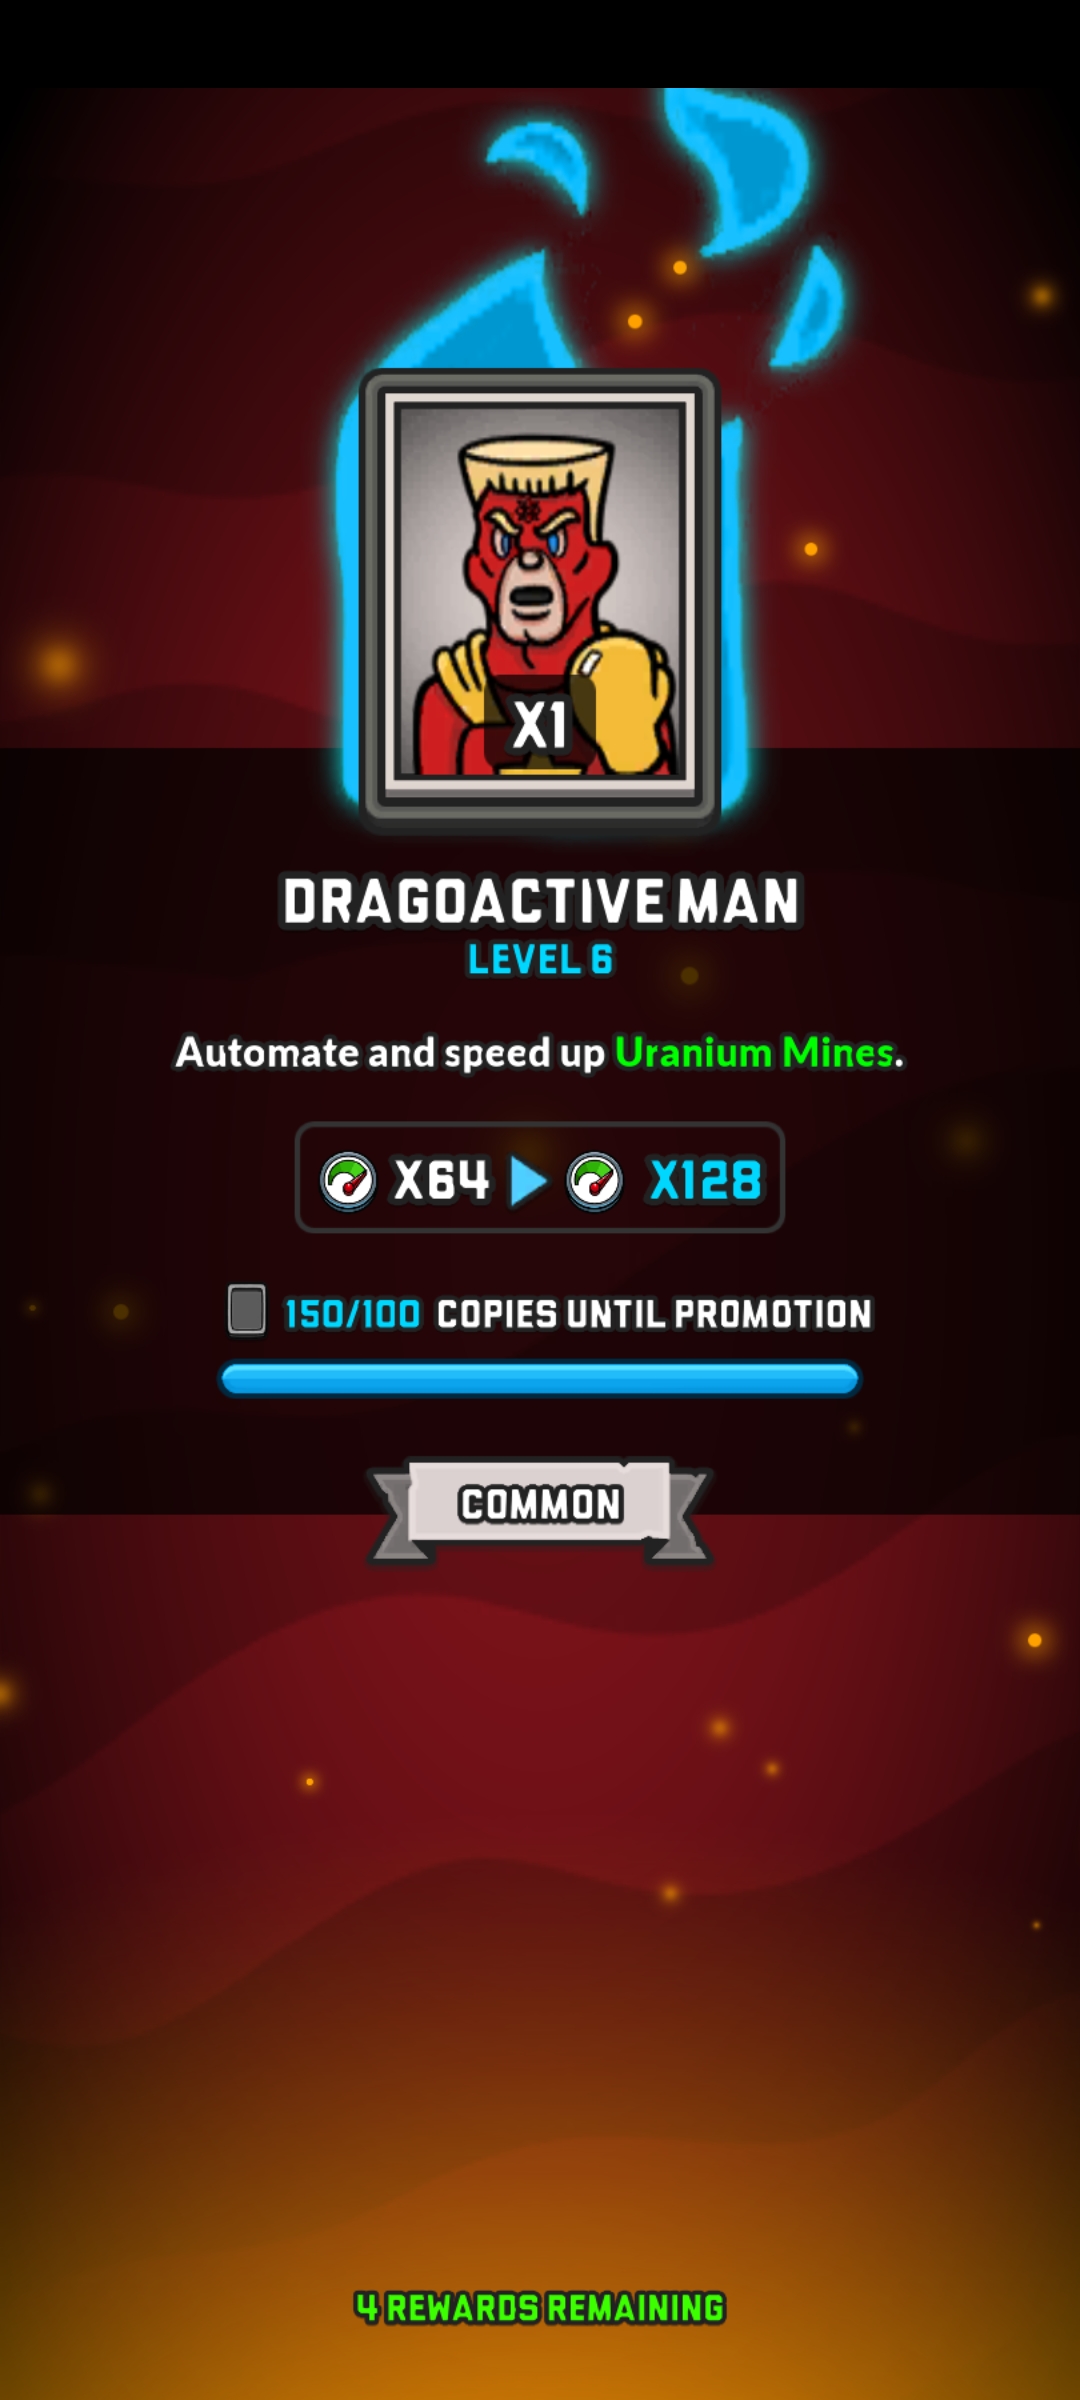 X1
DRAGOACTIVE MAN
LEVEL 6
Automate and speed up Uranium Mines.
X64 X128
150/100 COPIES UNTIL PROMOTION
COMMON
4 REWARDS REMAINING